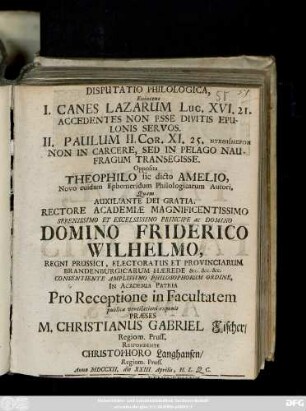 DISPUTATIO PHILOLOGICA,
I. CANES LAZARUM Luc. XVI. 21.
ACCEDENTES NON ESSE DIVITIS EPU-
LONIS SERVOS.
II. PAULUM II. Cor. XI, 25,
NON IN CARCERE, SED IN PELAGO NAU-
FRAGUM TRANSEGISSE.
Opposita
THEOPHILO sic dicto AMELIO,
Novo cuidam Ephemeridum Philologicarum Autori,
Quam
AUXILIANTE DEI GRATIA,
RECTORE ACADEMIÆ MAGNIFICENTISSIMO
SERENISSIMO ET EXCELSISSIMO PRINCIPE ac DOMINO
DOMINO FRIDERICO
WILHELMO,
REGNI PRUSSICI, ELECTORATUS ET PROVINCIARUM
BRANDENBURGICARUM HÆREDE &c. &c. &c.
CONSENTIENTE AMPLISSIMO PHILOSOPHORUM ORDINE,
IN ACADEMIA PATRIA
Pro Receptione in Facultatem
publicæ ventilationi exponit
PRÆSES
M. CHRISTIANUS GABRIEL Fischer/
Regiom. Pruss.
RESPONDENTE
CHRISTOPHORO Langhansen/
Regiom. Pruss.
Anno MDCCXII. die XXIII Aprilis, H. L. Q. C.